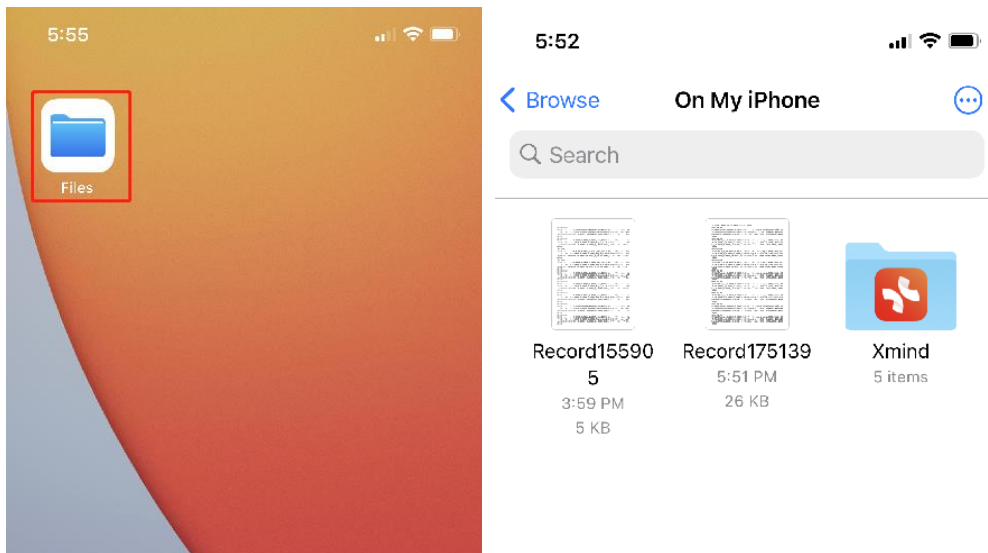 5:55
Files
5:52
Browse
On My iPhone
Search
Record15590
5
3:59 PM
5 KB
Record175139
5:51 PM
26 KB
Xmind
5 items